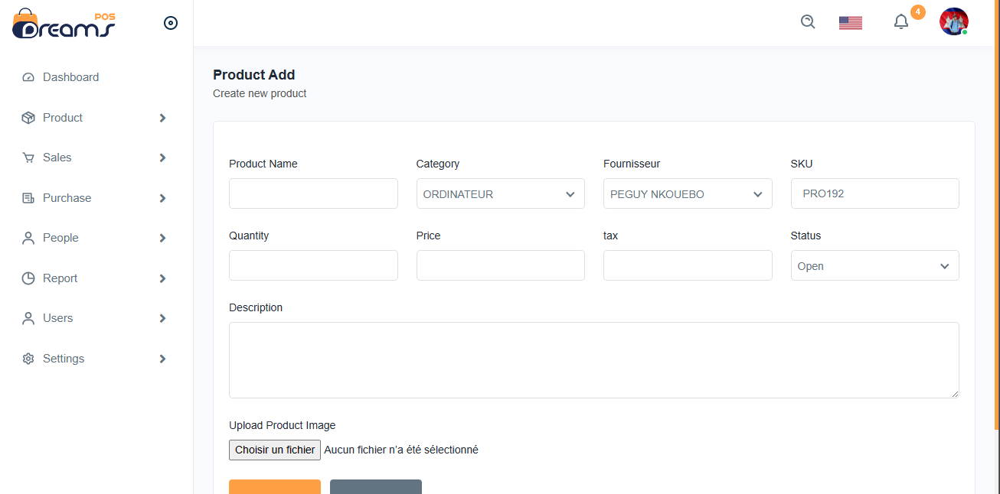 POS
Dreams
4
Dashboard
Product
Sales
Purchase
People
Report
Users
Settings
Product Add
Create new product
Product Name
Category
Fournisseur
SKU
ORDINATEUR
PEGUY NKOUEBO
PRO192
Quantity
Price
tax
Status
Open
Description
Upload Product Image
Choisir un fichier
Aucun fichier n’a été sélectionné